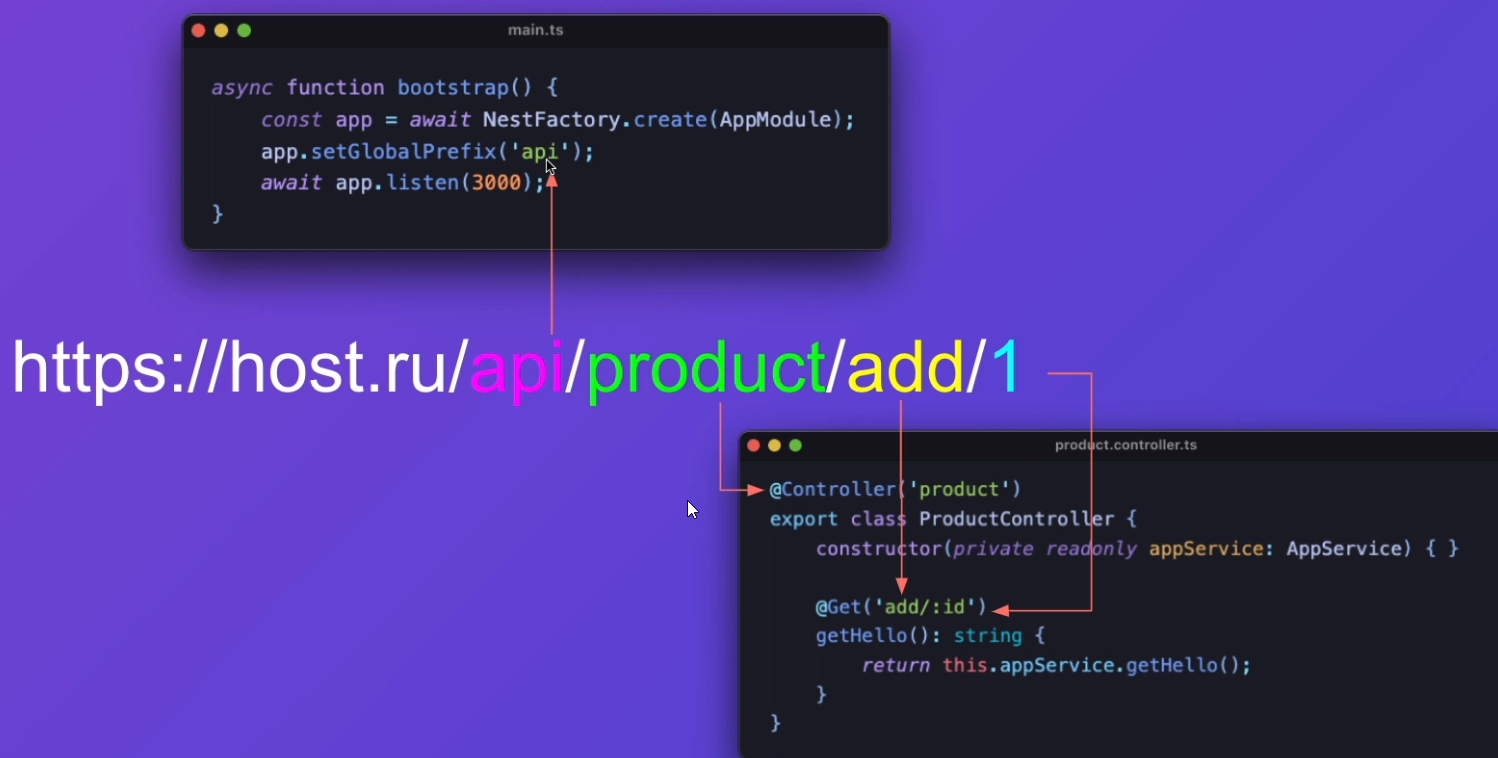 main.ts
async function bootstrap() {
    const app = await NestFactory.create(AppModule);
    app.setGlobalPrefix('api');
    await app.listen(3000);
}
https://host.ru/api/product/add/1
product.controller.ts
@Controller('product')
export class ProductController {
    constructor(private readonly appService: AppService) { }
    @Get('add/:id')
    getHello(): string {
        return this.appService.getHello();
    }
}